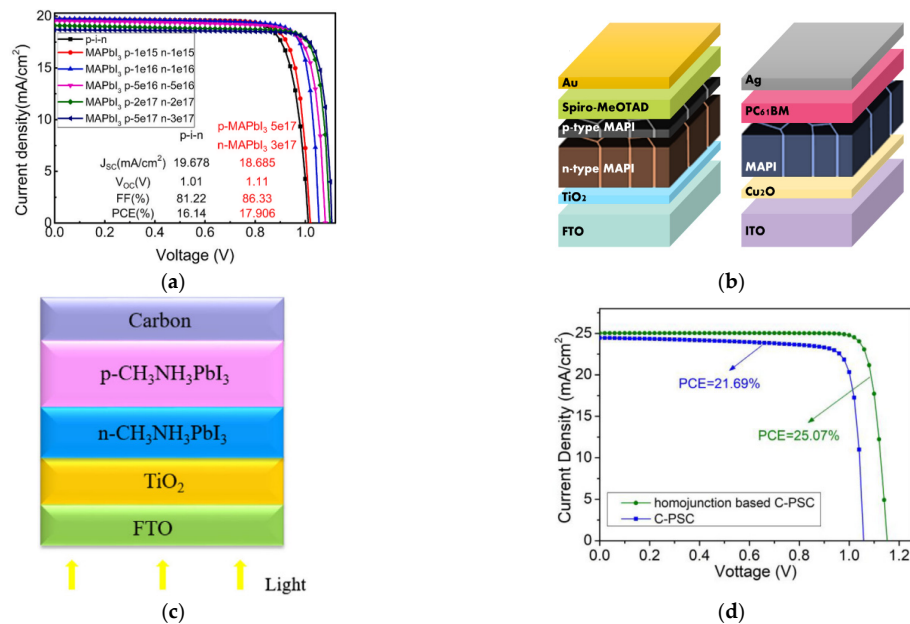 Current density(mA/cm²)
20
15
10
5
0
p-i-n
MAPbI₃ p-1e15 n-1e15
MAPbI₃ p-1e16 n-1e16
MAPbI₃ p-5e16 n-5e16
MAPbI₃ p-2e17 n-2e17
MAPbI₃ p-5e17 n-3e17
p-i-n
p-MAPbI₃ 5e17
n-MAPbI₃ 3e17
J_SC(mA/cm²) 19.678 18.685
V_OC(V) 1.01 1.11
FF(%) 81.22 86.33
PCE(%) 16.14 17.906
0.0 0.2 0.4 0.6 0.8 1.0
Voltage (V)
(a)
Au
Spiro-MeOTAD
p-type MAPI
n-type MAPI
TiO₂
FTO
Ag
PC₆₁BM
MAPI
Cu₂O
ITO
(b)
Carbon
p-CH₃NH₃PbI₃
n-CH₃NH₃PbI₃
TiO₂
FTO
Light
(c)
Current Density (mA/cm²)
30
25
20
15
10
5
0
PCE=21.69%
PCE=25.07%
homojunction based C-PSC
C-PSC
0.0 0.2 0.4 0.6 0.8 1.0 1.2
Vottage (V)
(d)